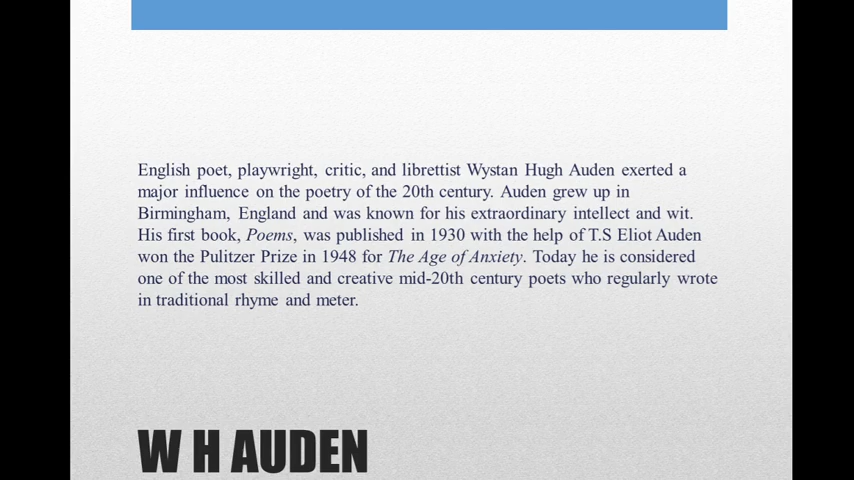 English poet, playwright, critic, and librettist Wystan Hugh Auden exerted a
major influence on the poetry of the 20th century. Auden grew up in
Birmingham, England and was known for his extraordinary intellect and wit.
His first book, Poems, was published in 1930 with the help of T.S Eliot Auden
won the Pulitzer Prize in 1948 for The Age of Anxiety. Today he is considered
one of the most skilled and creative mid-20th century poets who regularly wrote
in traditional rhyme and meter.
W H AUDEN